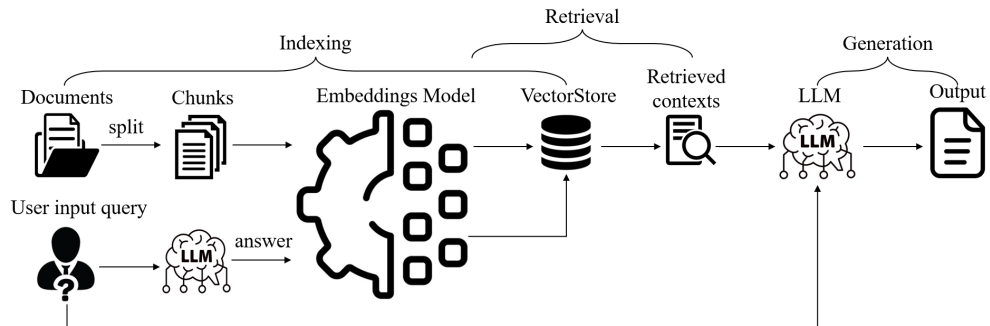 Retrieval
Indexing
Generation
Documents
Chunks
Embeddings Model
VectorStore
Retrieved
contexts
LLM
Output
split
LLM
User input query
LLM
answer
?